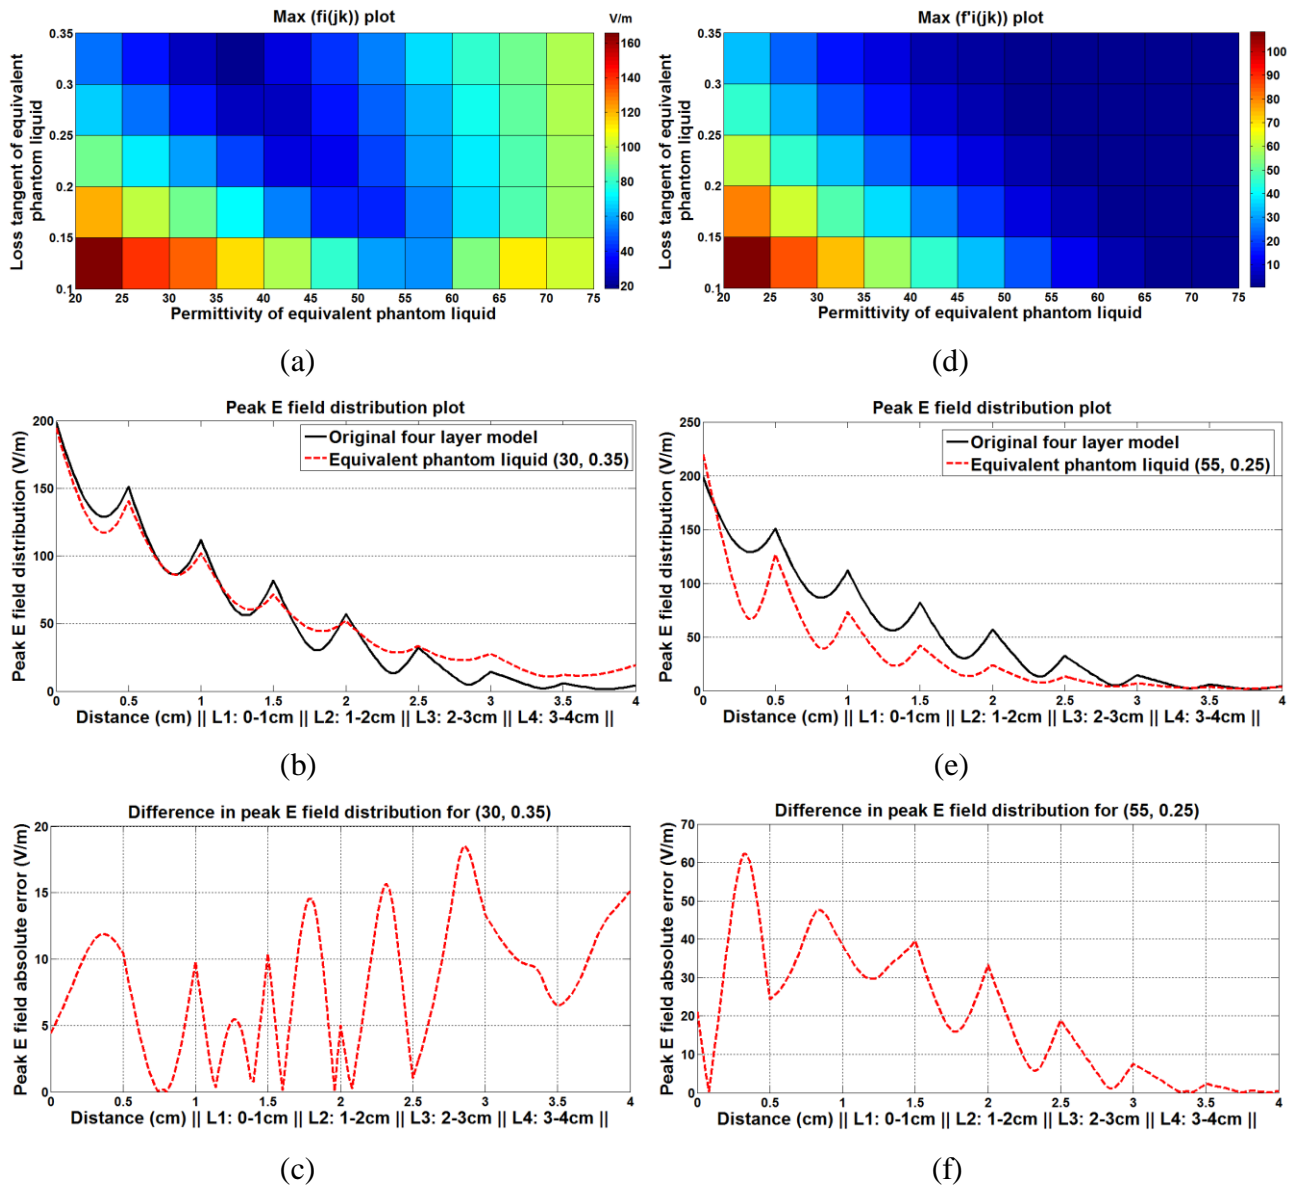 Max (fi(jk)) plot
V/m
Loss tangent of equivalent
phantom liquid
0.35
0.3
0.25
0.2
0.15
0.1
20 25 30 35 40 45 50 55 60 65 70 75
Permittivity of equivalent phantom liquid
160
140
120
100
80
60
40
20
(a)
Max (f'i(jk)) plot
Loss tangent of equivalent
phantom liquid
0.35
0.3
0.25
0.2
0.15
0.1
20 25 30 35 40 45 50 55 60 65 70 75
Permittivity of equivalent phantom liquid
100
90
80
70
60
50
40
30
20
10
(d)
Peak E field distribution plot
Peak E field distribution (V/m)
200
150
100
50
0
Original four layer model
Equivalent phantom liquid (30, 0.35)
0 0.5 1 1.5 2 2.5 3 3.5 4
Distance (cm) || L1: 0-1cm || L2: 1-2cm || L3: 2-3cm || L4: 3-4cm ||
(b)
Peak E field distribution plot
Peak E field distribution (V/m)
250
200
150
100
50
0
Original four layer model
Equivalent phantom liquid (55, 0.25)
0 0.5 1 1.5 2 2.5 3 3.5 4
Distance (cm) || L1: 0-1cm || L2: 1-2cm || L3: 2-3cm || L4: 3-4cm ||
(e)
Difference in peak E field distribution for (30, 0.35)
Peak E field absolute error (V/m)
20
15
10
5
0
0 0.5 1 1.5 2 2.5 3 3.5 4
Distance (cm) || L1: 0-1cm || L2: 1-2cm || L3: 2-3cm || L4: 3-4cm ||
(c)
Difference in peak E field distribution for (55, 0.25)
Peak E field absolute error (V/m)
70
60
50
40
30
20
10
0
0 0.5 1 1.5 2 2.5 3 3.5 4
Distance (cm) || L1: 0-1cm || L2: 1-2cm || L3: 2-3cm || L4: 3-4cm ||
(f)